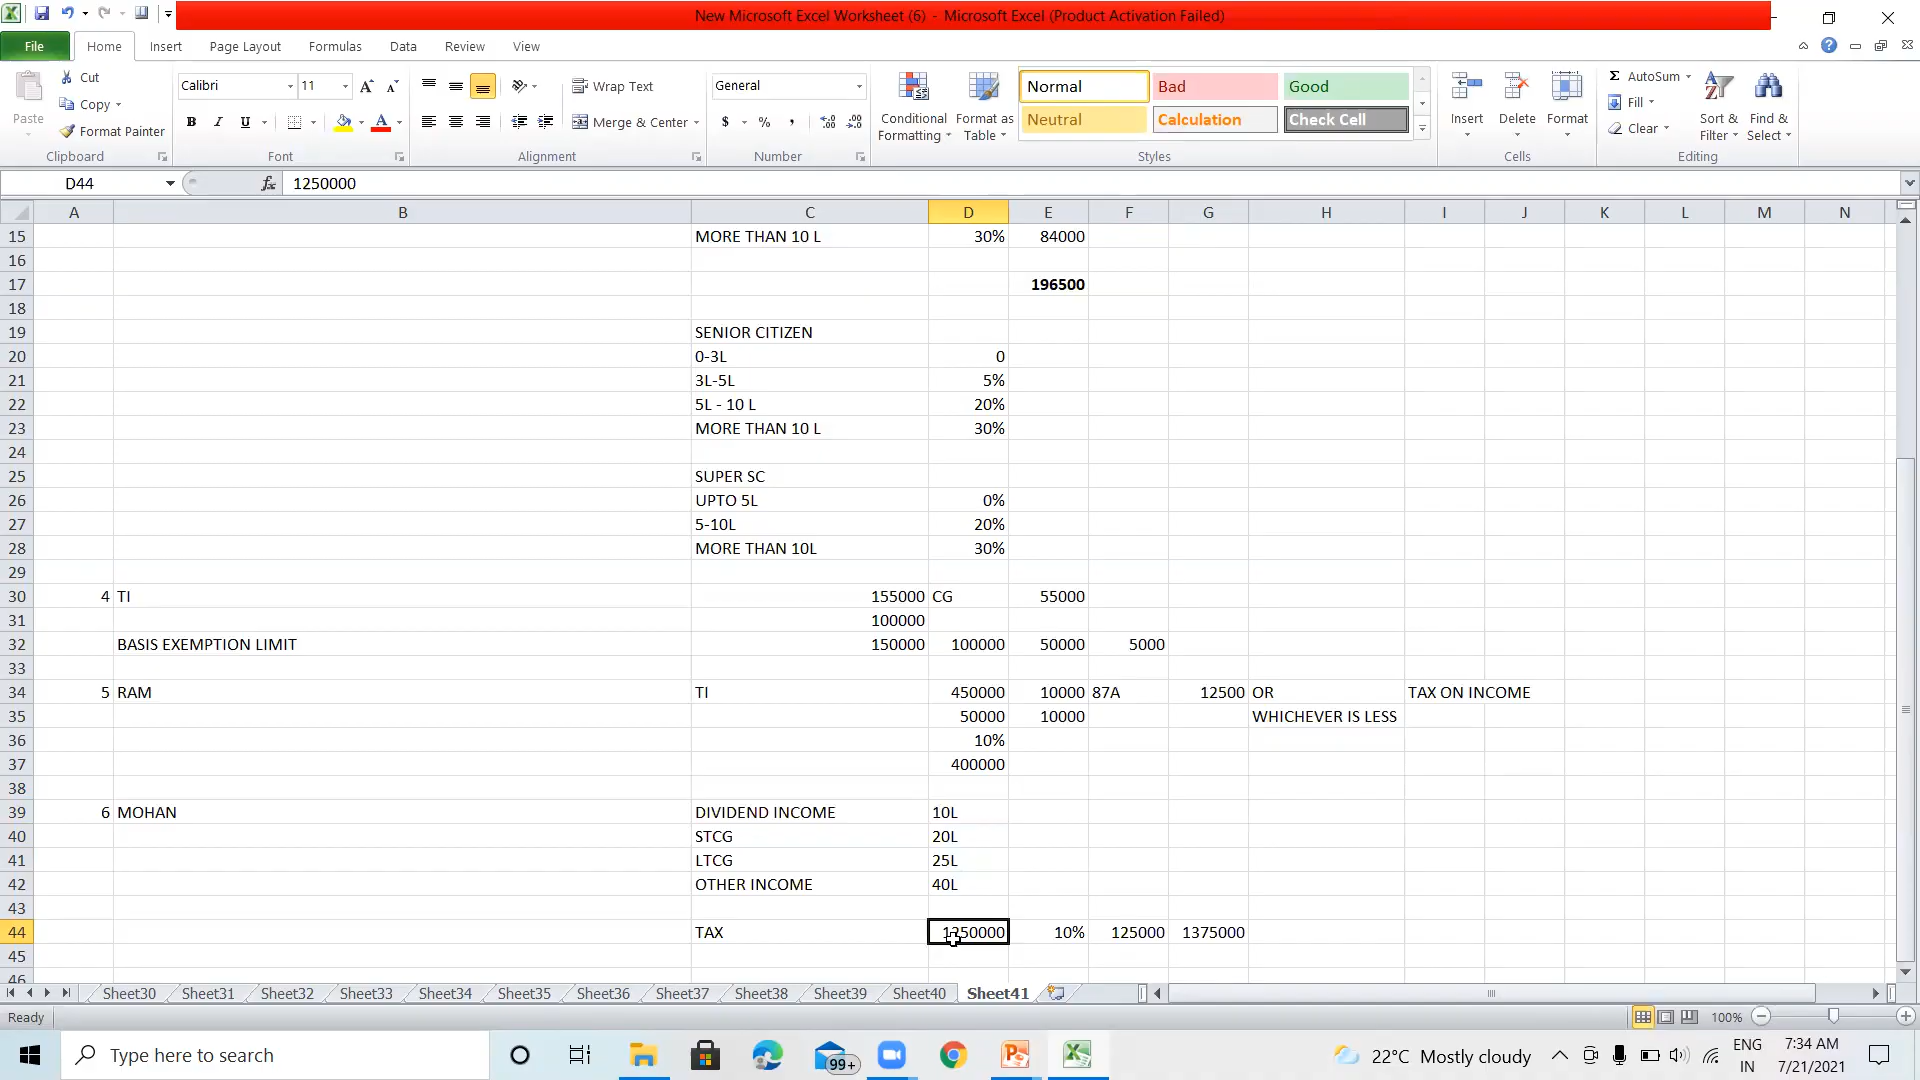 New Microsoft Excel Worksheet (6) - Microsoft Excel (Product Activation Failed)
File Home Insert Page Layout Formulas Data Review View
Paste Cut Copy Format Painter
Calibri 11
B I U
Wrap Text
Merge & Center
General
$ % ,
Conditional Formatting
Format as Table
Normal Bad Good
Neutral Calculation Check Cell
Insert Delete Format
Σ AutoSum
Fill
Clear
Sort & Filter
Find & Select
Clipboard Font Alignment Number Styles Cells Editing
D44 fx 1250000
A B C D E F G H I J K L M N
15 MORE THAN 10 L 30% 84000
16
17 196500
18
19 SENIOR CITIZEN
20 0-3L 0
21 3L-5L 5%
22 5L - 10 L 20%
23 MORE THAN 10 L 30%
24
25 SUPER SC
26 UPTO 5L 0%
27 5-10L 20%
28 MORE THAN 10L 30%
29
30 4 TI 155000 CG 55000
31 100000
32 BASIS EXEMPTION LIMIT 150000 100000 50000 5000
33
34 5 RAM TI 450000 10000 87A 12500 OR TAX ON INCOME
35 50000 10000 WHICHEVER IS LESS
36 10%
37 400000
38
39 6 MOHAN DIVIDEND INCOME 10L
40 STCG 20L
41 LTCG 25L
42 OTHER INCOME 40L
43
44 TAX 1250000 10% 125000 1375000
45
46
Sheet30 Sheet31 Sheet32 Sheet33 Sheet34 Sheet35 Sheet36 Sheet37 Sheet38 Sheet39 Sheet40 Sheet41
Ready 100%
Type here to search
99+
22°C Mostly cloudy
ENG IN
7:34 AM
7/21/2021